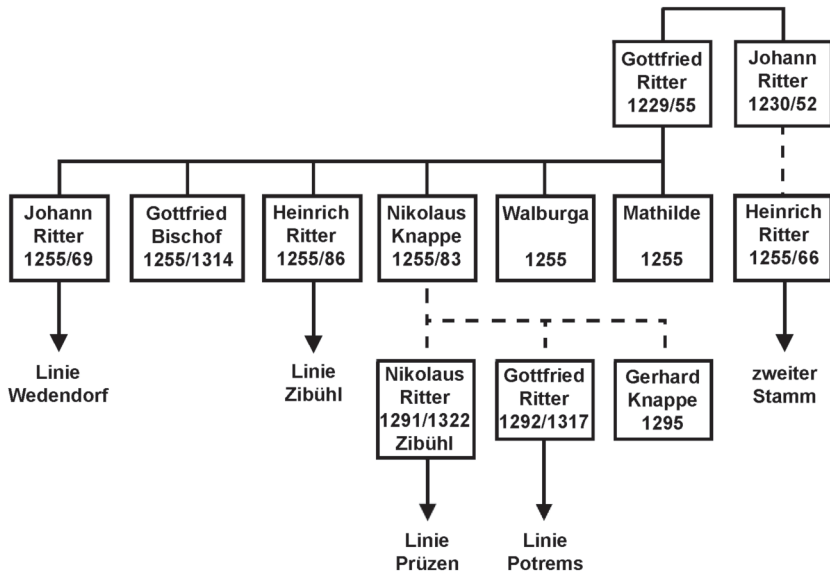 Gottfried
Ritter
1229/55
Johann
Ritter
1230/52
Johann
Ritter
1255/69
Gottfried
Bischof
1255/1314
Heinrich
Ritter
1255/86
Nikolaus
Knappe
1255/83
Walburga
1255
Mathilde
1255
Heinrich
Ritter
1255/66
Linie
Wedendorf
Linie
Zibühl
Nikolaus
Ritter
1291/1322
Zibühl
Gottfried
Ritter
1292/1317
Gerhard
Knappe
1295
zweiter
Stamm
Linie
Prüzen
Linie
Potrems